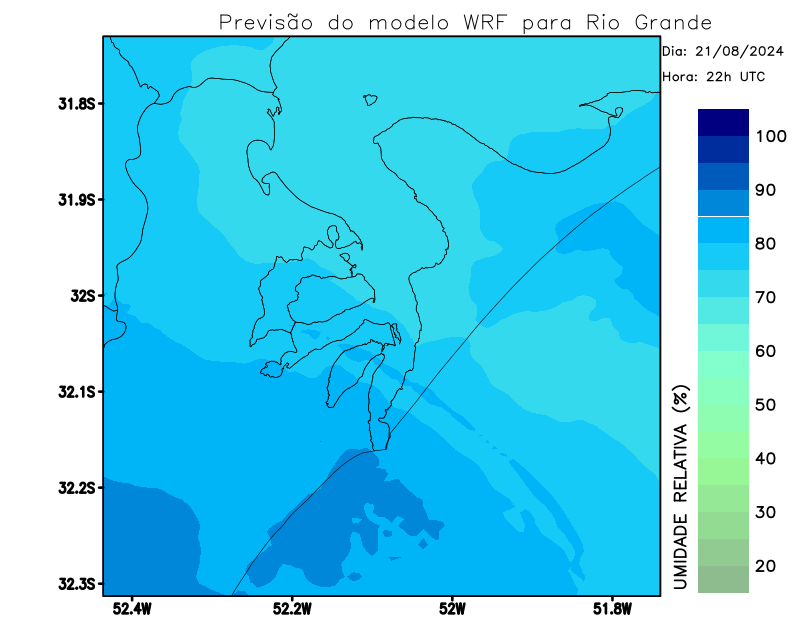 Previsão do modelo WRF para Rio Grande
Dia: 21/08/2024
Hora: 22h UTC
31.8S
31.9S
32S
32.1S
32.2S
32.3S
52.4W
52.2W
52W
51.8W
100
90
80
70
60
50
40
30
20
UMIDADE RELATIVA (%)